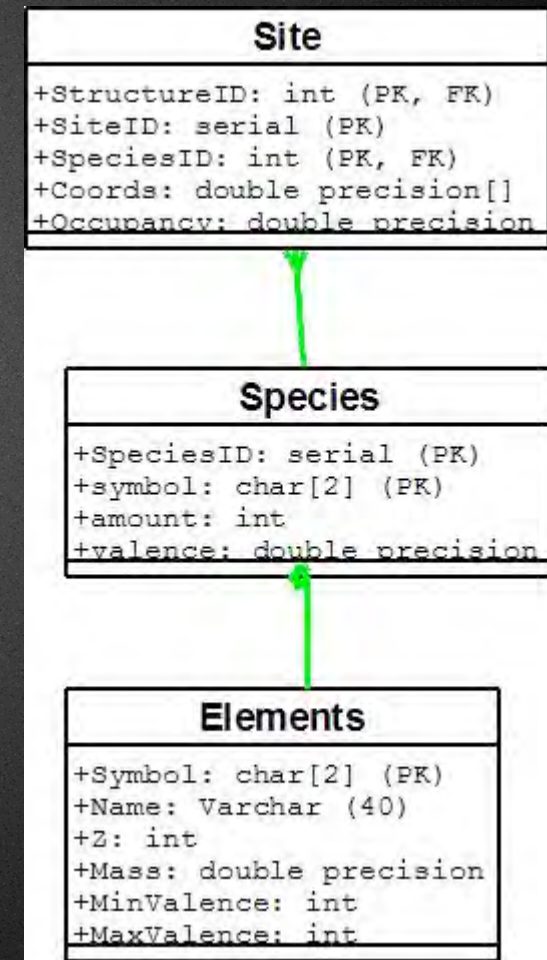 Site
+StructureID: int (PK, FK)
+SiteID: serial (PK)
+SpeciesID: int (PK, FK)
+Coords: double precision[]
+Occupancy: double precision
Species
+SpeciesID: serial (PK)
+symbol: char[2] (PK)
+amount: int
+valence: double precision
Elements
+Symbol: char[2] (PK)
+Name: Varchar (40)
+Z: int
+Mass: double precision
+MinValence: int
+MaxValence: int